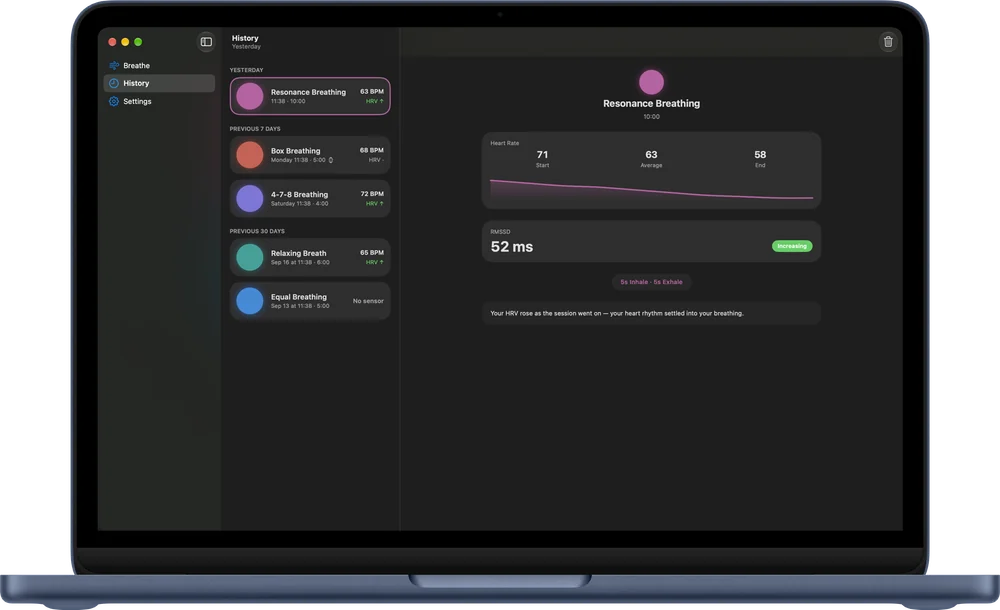 Breathe
History
Settings
History
Yesterday
YESTERDAY
Resonance Breathing
11:38 · 10:00
63 BPM
HRV ↑
PREVIOUS 7 DAYS
Box Breathing
Monday 11:38 · 5:00
68 BPM
HRV ·
4-7-8 Breathing
Saturday 11:38 · 4:00
72 BPM
HRV ↑
PREVIOUS 30 DAYS
Relaxing Breath
Sep 16 at 11:38 · 6:00
65 BPM
HRV ↑
Equal Breathing
Sep 13 at 11:38 · 5:00
No sensor
Resonance Breathing
10:00
Heart Rate
71
Start
63
Average
58
End
RMSSD
52 ms
Increasing
5s Inhale · 5s Exhale
Your HRV rose as the session went on — your heart rhythm settled into your breathing.